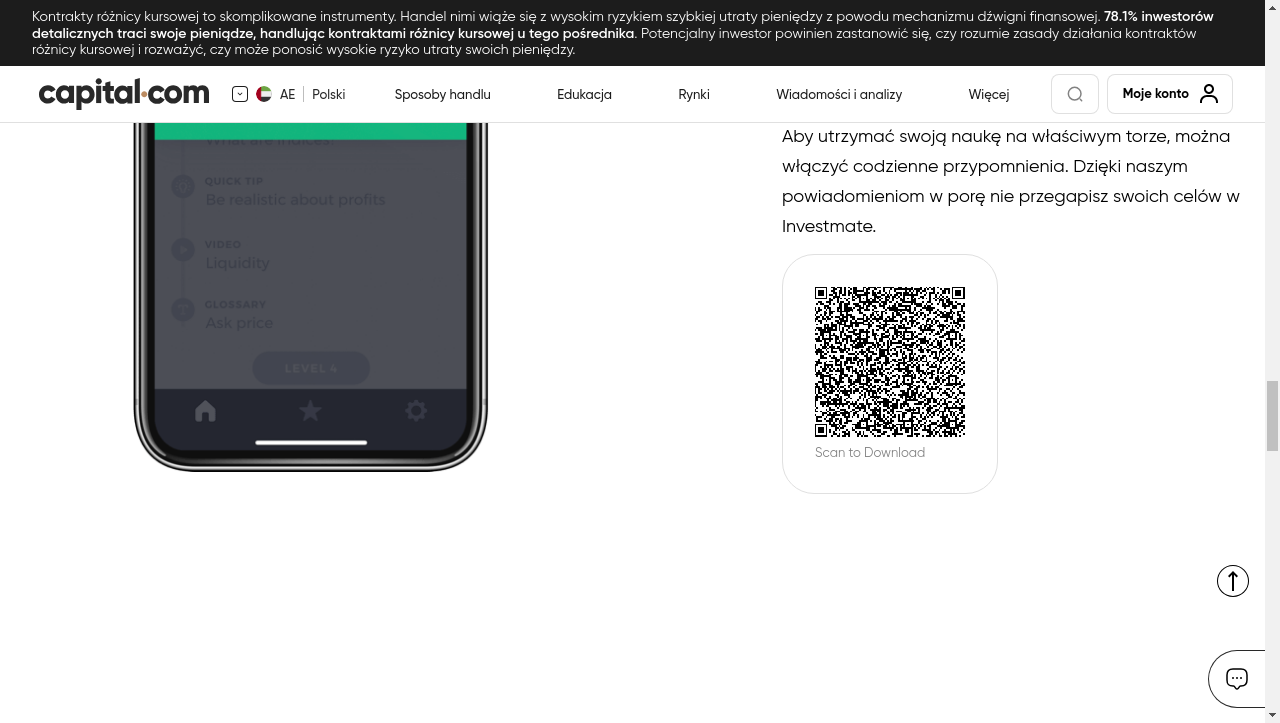 Kontrakty różnicy kursowej to skomplikowane instrumenty. Handel nimi wiąże się z wysokim ryzykiem szybkiej utraty pieniędzy z powodu mechanizmu dźwigni finansowej. 78.1% inwestorów
detalicznych traci swoje pieniądze, handlując kontraktami różnicy kursowej u tego pośrednika. Potencjalny inwestor powinien zastanowić się, czy rozumie zasady działania kontraktów
różnicy kursowej i rozważyć, czy może ponosić wysokie ryzyko utraty swoich pieniędzy.
capital.com AE Polski Sposoby handlu Edukacja Rynki Wiadomości i analizy Więcej Moje konto
What are indices?
QUICK TIP
Be realistic about profits
VIDEO
Liquidity
GLOSSARY
Ask price
LEVEL 4
Aby utrzymać swoją naukę na właściwym torze, można
włączyć codzienne przypomnienia. Dzięki naszym
powiadomieniom w porę nie przegapisz swoich celów w
Investmate.
Scan to Download